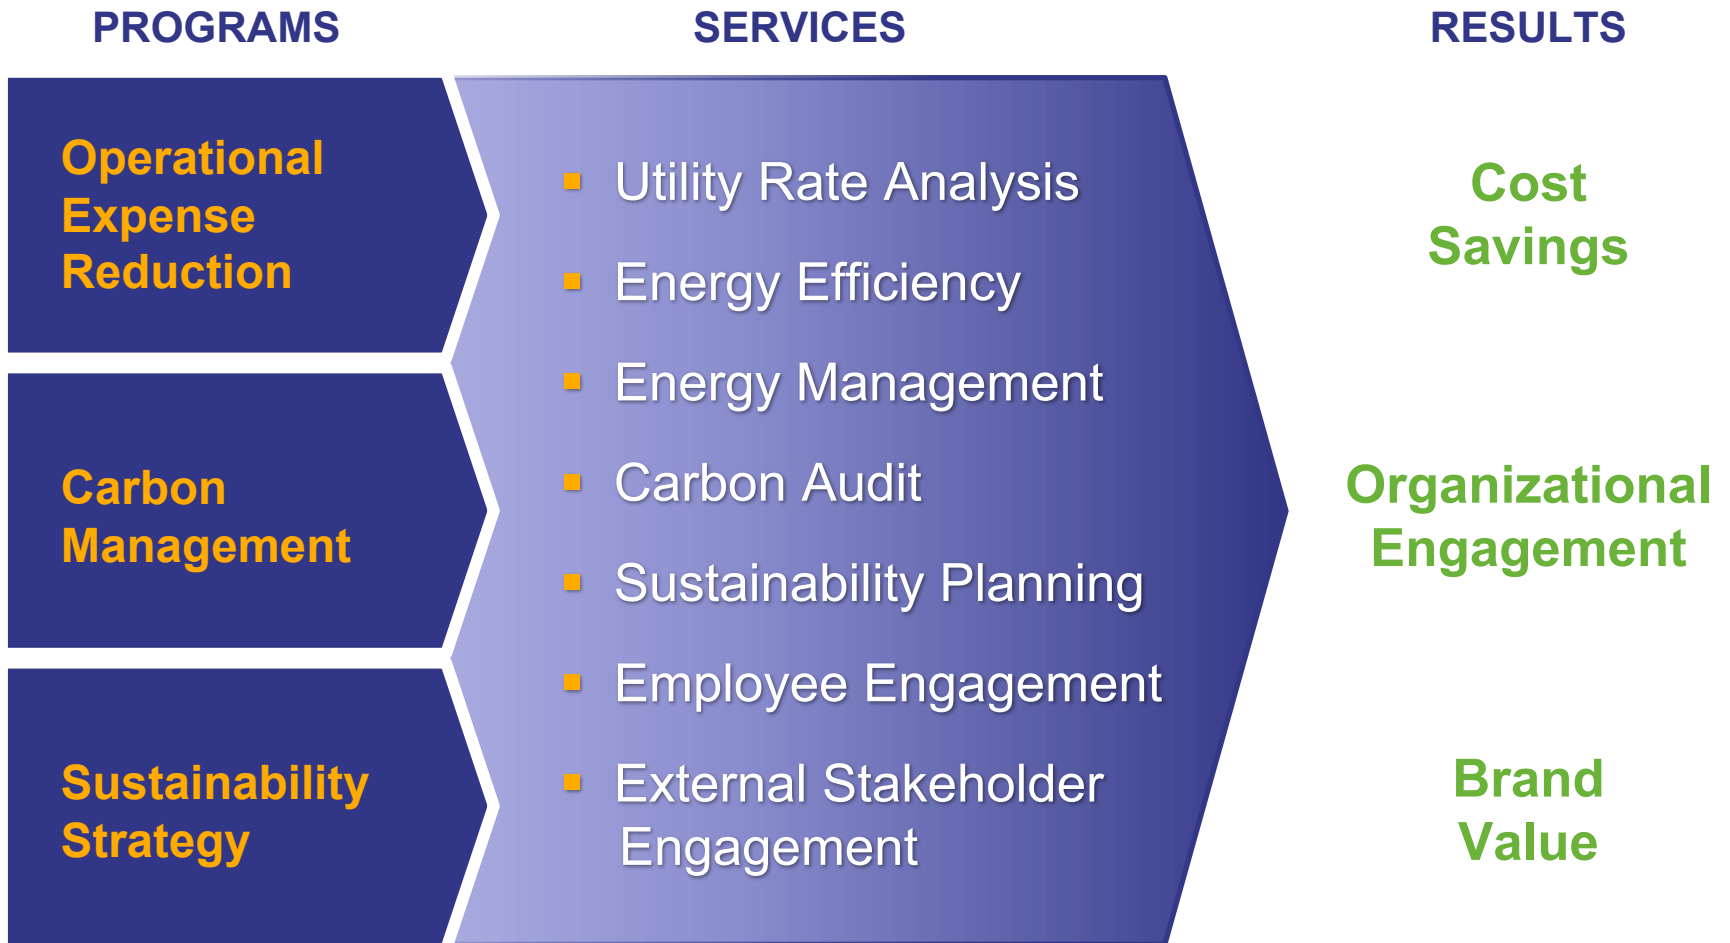 PROGRAMS
SERVICES
RESULTS
Operational
Expense
Reduction
Carbon
Management
Sustainability
Strategy
Utility Rate Analysis
Energy Efficiency
Energy Management
Carbon Audit
Sustainability Planning
Employee Engagement
External Stakeholder
Engagement
Cost
Savings
Organizational
Engagement
Brand
Value